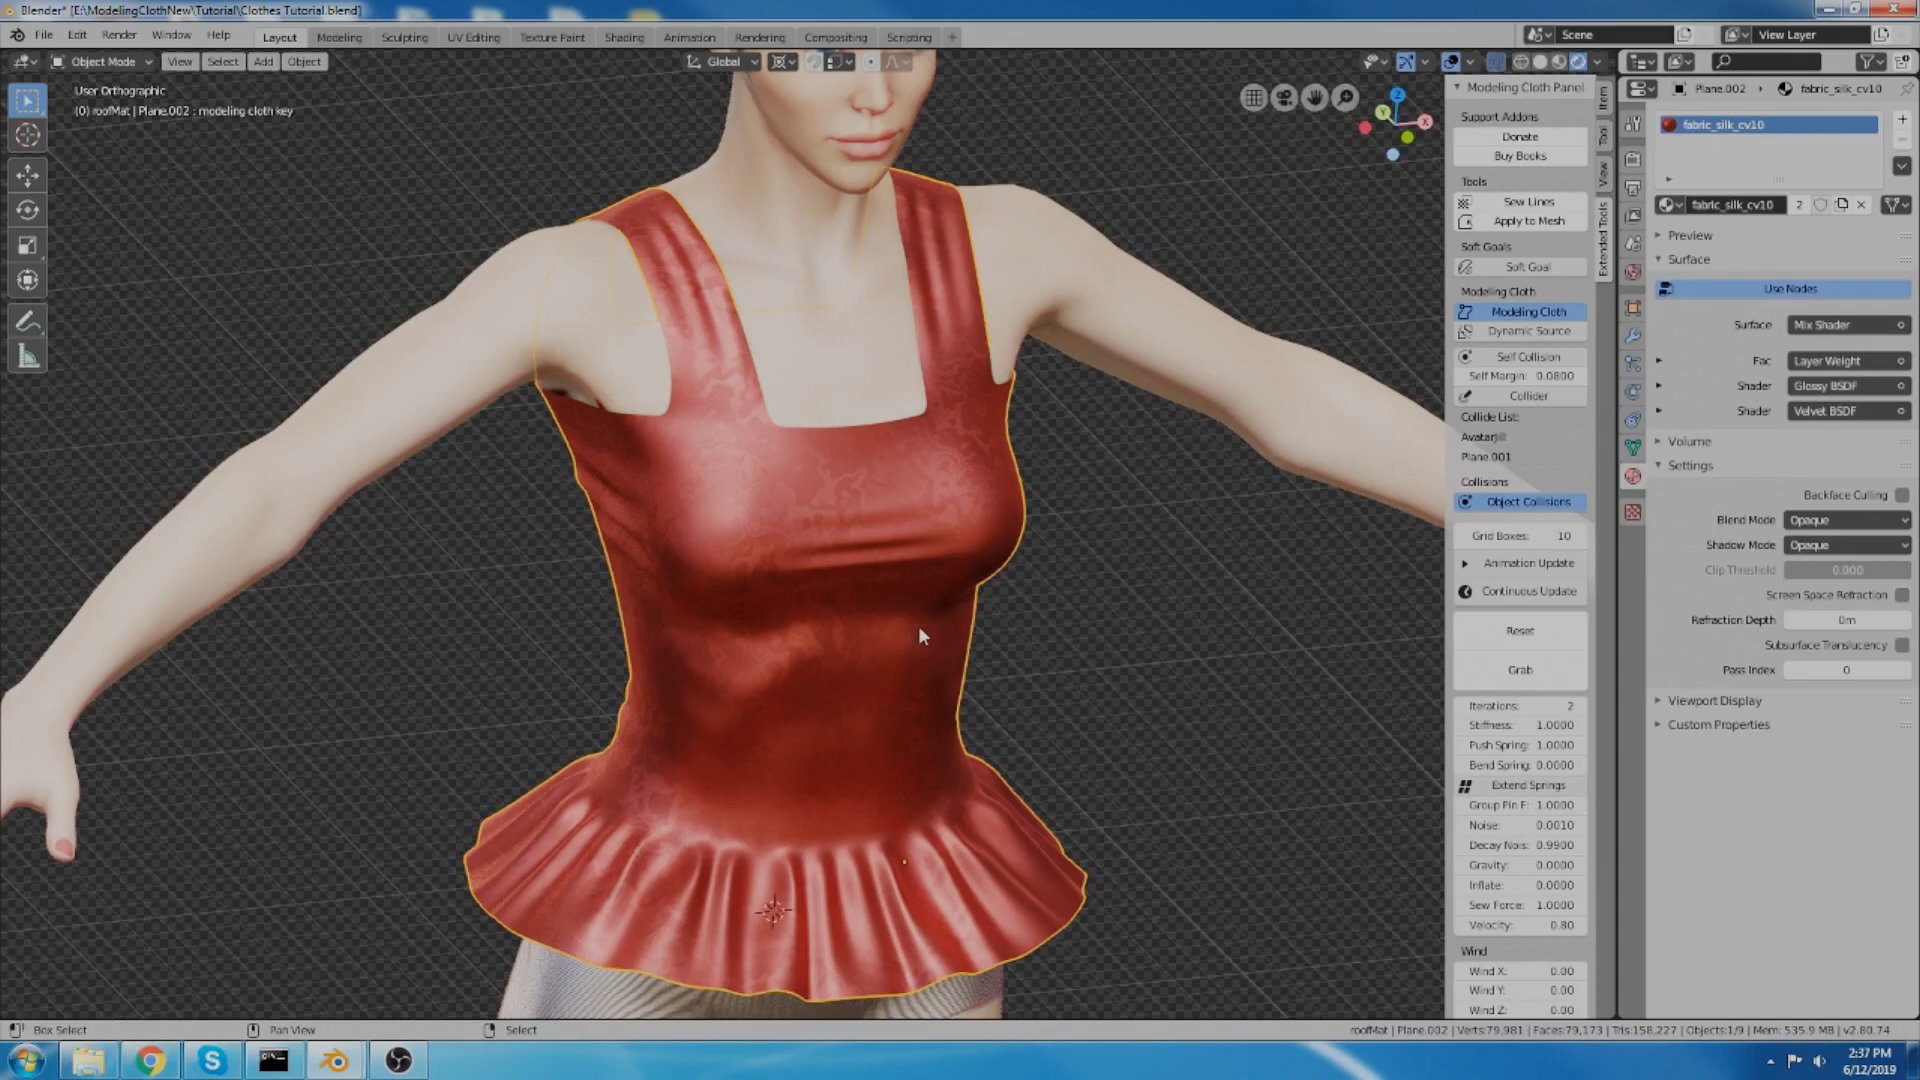 Blender* [E:\ModelingClothNew\Tutorial\Clothes Tutorial.blend]
File Edit Render Window Help Layout Modeling Sculpting UV Editing Texture Paint Shading Animation Rendering Compositing Scripting + Scene View Layer
Object Mode View Select Add Object Global
User Orthographic
(0) roofMat | Plane.002 : modeling cloth key
Z
Y
X
Modeling Cloth Panel
Support Addons
Donate
Buy Books
Tools
Sew Lines
Apply to Mesh
Soft Goals
Soft Goal
Modeling Cloth
Modeling Cloth
Dynamic Source
Self Collision
Self Margin: 0.0800
Collider
Collide List:
AvatarJill
Plane.001
Collisions
Object Collisions
Grid Boxes: 10
Animation Update
Continuous Update
Reset
Grab
Iterations: 2
Stiffness: 1.0000
Push Spring: 1.0000
Bend Spring: 0.0000
Extend Springs
Group Pin F: 1.0000
Noise: 0.0010
Decay Nois: 0.9900
Gravity: 0.0000
Inflate: 0.0000
Sew Force: 1.0000
Velocity: 0.80
Wind
Wind X: 0.00
Wind Y: 0.00
Wind Z: 0.00
Item
Tool
View
Extended Tools
Plane.002 fabric_silk_cv10
fabric_silk_cv10
fabric_silk_cv10 2
Preview
Surface
Use Nodes
Surface Mix Shader
Fac Layer Weight
Shader Glossy BSDF
Shader Velvet BSDF
Volume
Settings
Backface Culling
Blend Mode Opaque
Shadow Mode Opaque
Clip Threshold 0.000
Screen Space Refraction
Refraction Depth 0m
Subsurface Translucency
Pass Index 0
Viewport Display
Custom Properties
Box Select Pan View Select
roofMat | Plane.002 | Verts:79,981 | Faces:79,173 | Tris:158,227 | Objects:1/9 | Mem: 535.9 MB | v2.80.74
2:37 PM
6/12/2019